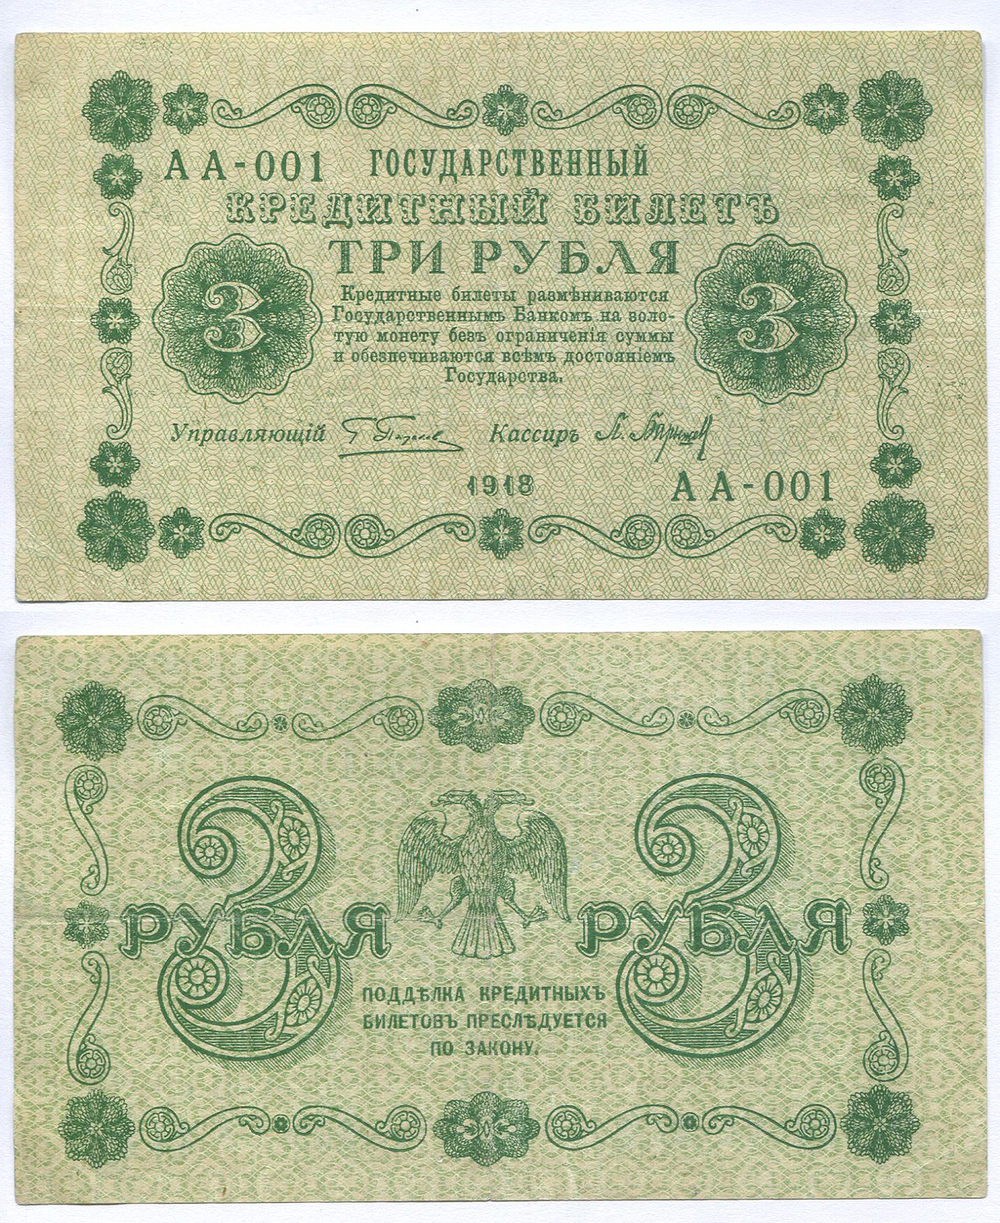 АА-001 ГОСУДАРСТВЕННЫЙ
КРЕДИТНЫЙ БИЛЕТЪ
ТРИ РУБЛЯ
3 3
Кредитные билеты размѣниваются
Государственнымъ Банкомъ на золо-
тую монету безъ ограниченія суммы
и обезпечиваются всѣмъ достояніемъ
Государства.
Управляющій Кассиръ
1918
АА-001
3 3
РУБЛЯ РУБЛЯ
ПОДДѢЛКА КРЕДИТНЫХЪ
БИЛЕТОВЪ ПРЕСЛѢДУЕТСЯ
ПО ЗАКОНУ.